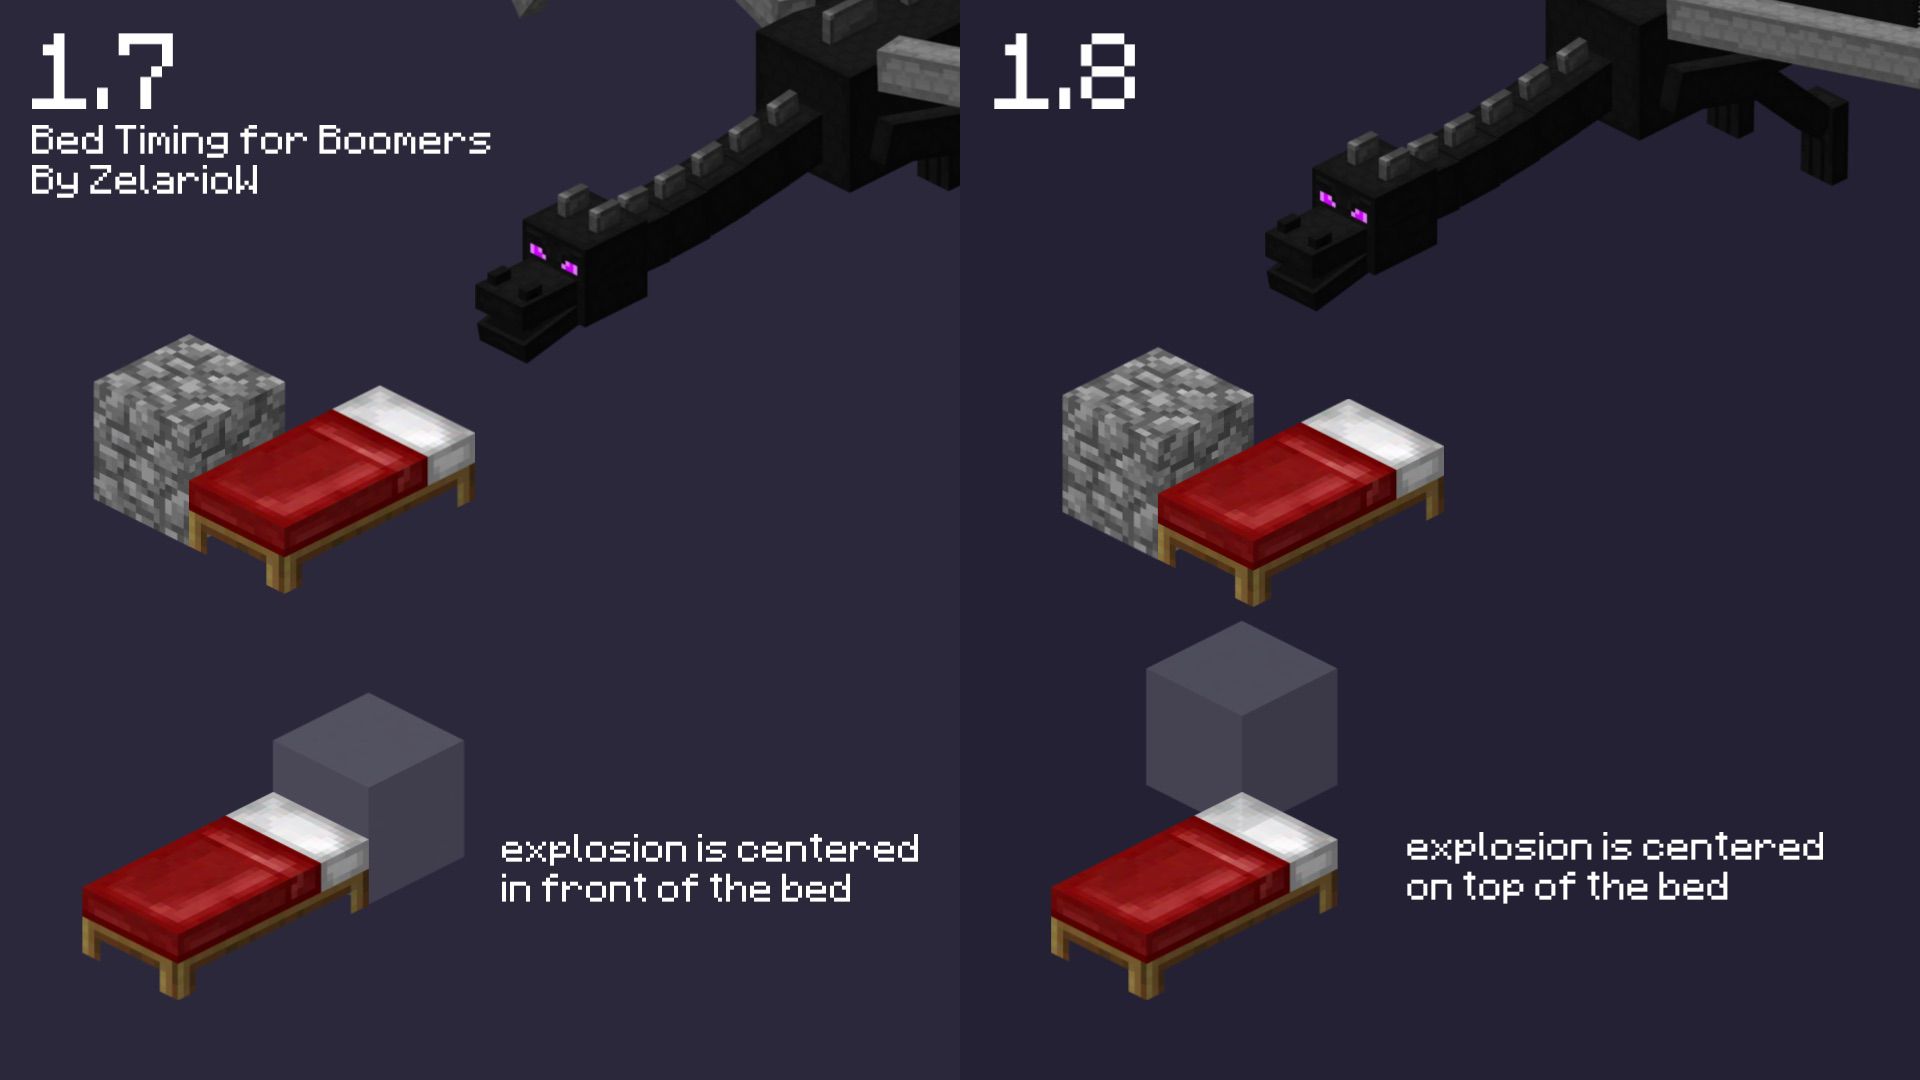 1.7
Bed Timing for Boomers
By ZelarioW
explosion is centered
in front of the bed
1.8
explosion is centered
on top of the bed